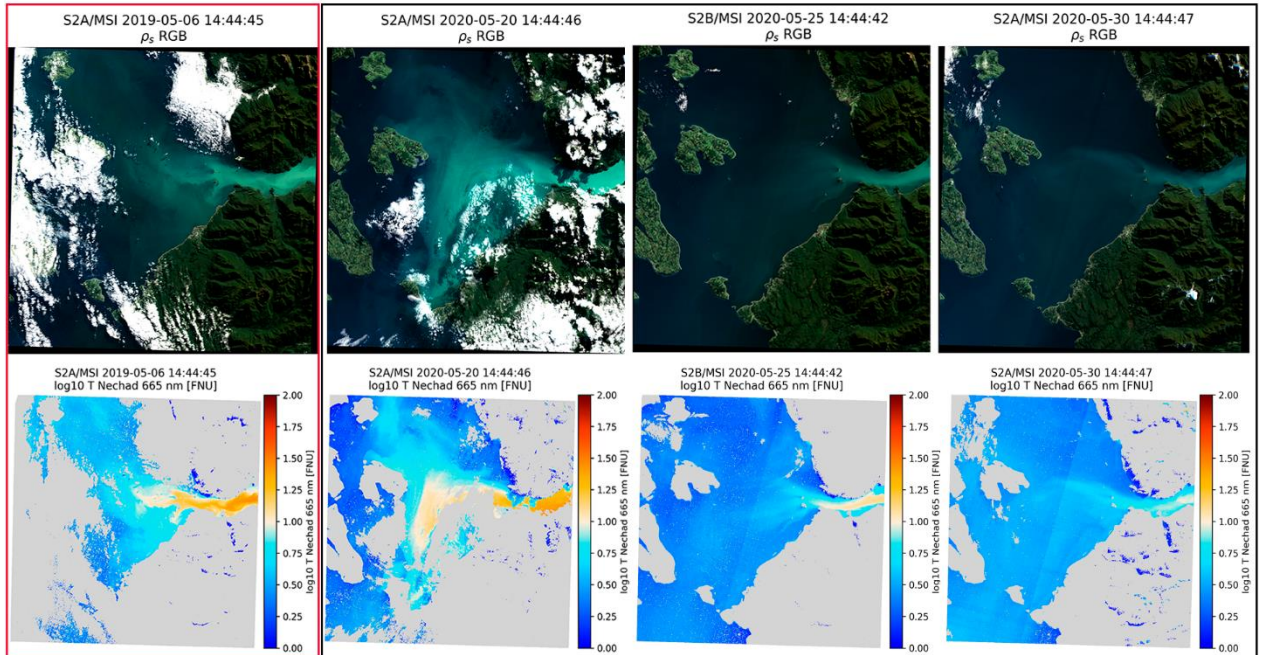 S2A/MSI 2019-05-06 14:44:45
ρs RGB
S2A/MSI 2020-05-20 14:44:46
ρs RGB
S2B/MSI 2020-05-25 14:44:42
ρs RGB
S2A/MSI 2020-05-30 14:44:47
ρs RGB
S2A/MSI 2019-05-06 14:44:45
log10 T Nechad 665 nm [FNU]
2.00
1.75
1.50
1.25
1.00
0.75
0.50
0.25
0.00
log10 T Nechad 665 nm [FNU]
S2A/MSI 2020-05-20 14:44:46
log10 T Nechad 665 nm [FNU]
2.00
1.75
1.50
1.25
1.00
0.75
0.50
0.25
0.00
log10 T Nechad 665 nm [FNU]
S2B/MSI 2020-05-25 14:44:42
log10 T Nechad 665 nm [FNU]
2.00
1.75
1.50
1.25
1.00
0.75
0.50
0.25
0.00
log10 T Nechad 665 nm [FNU]
S2A/MSI 2020-05-30 14:44:47
log10 T Nechad 665 nm [FNU]
2.00
1.75
1.50
1.25
1.00
0.75
0.50
0.25
0.00
log10 T Nechad 665 nm [FNU]